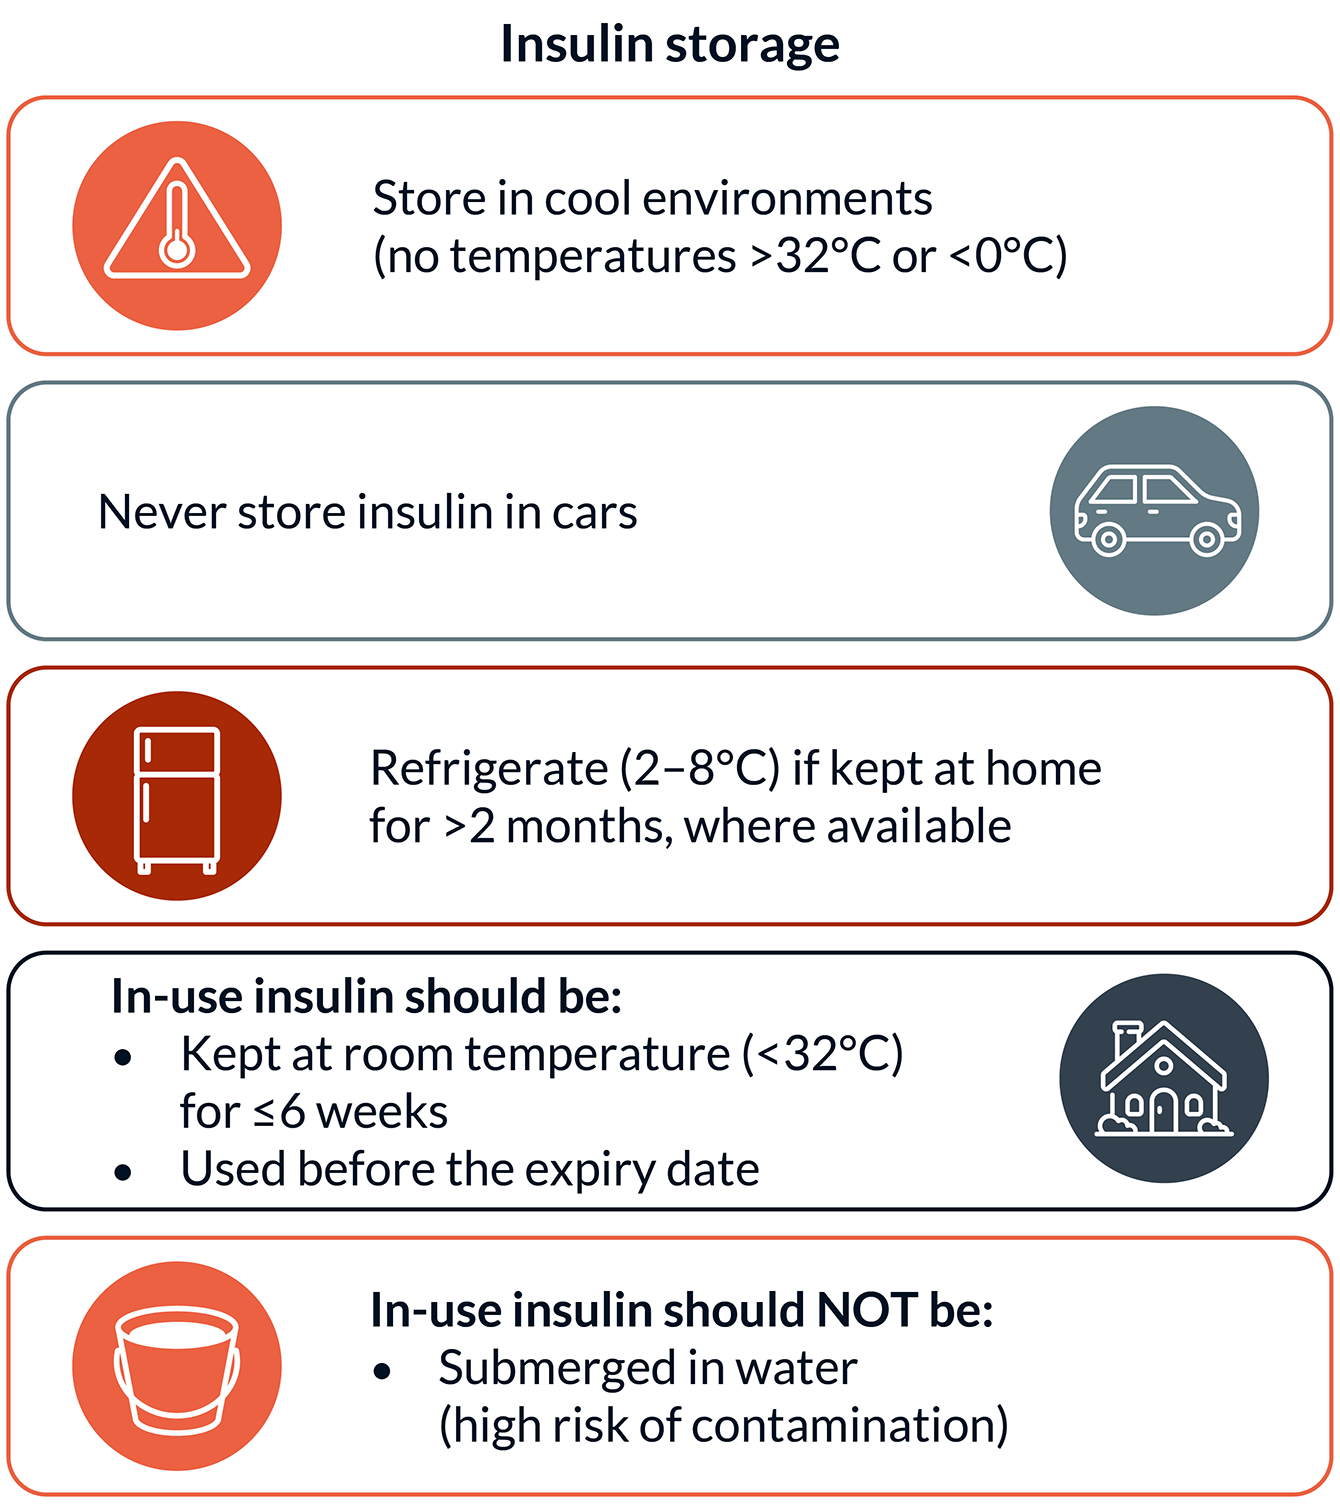 Insulin storage
Store in cool environments
(no temperatures >32°C or <0°C)
Never store insulin in cars
Refrigerate (2–8°C) if kept at home
for >2 months, where available
In-use insulin should be:
• Kept at room temperature (<32°C)
for ≤6 weeks
• Used before the expiry date
In-use insulin should NOT be:
• Submerged in water
(high risk of contamination)